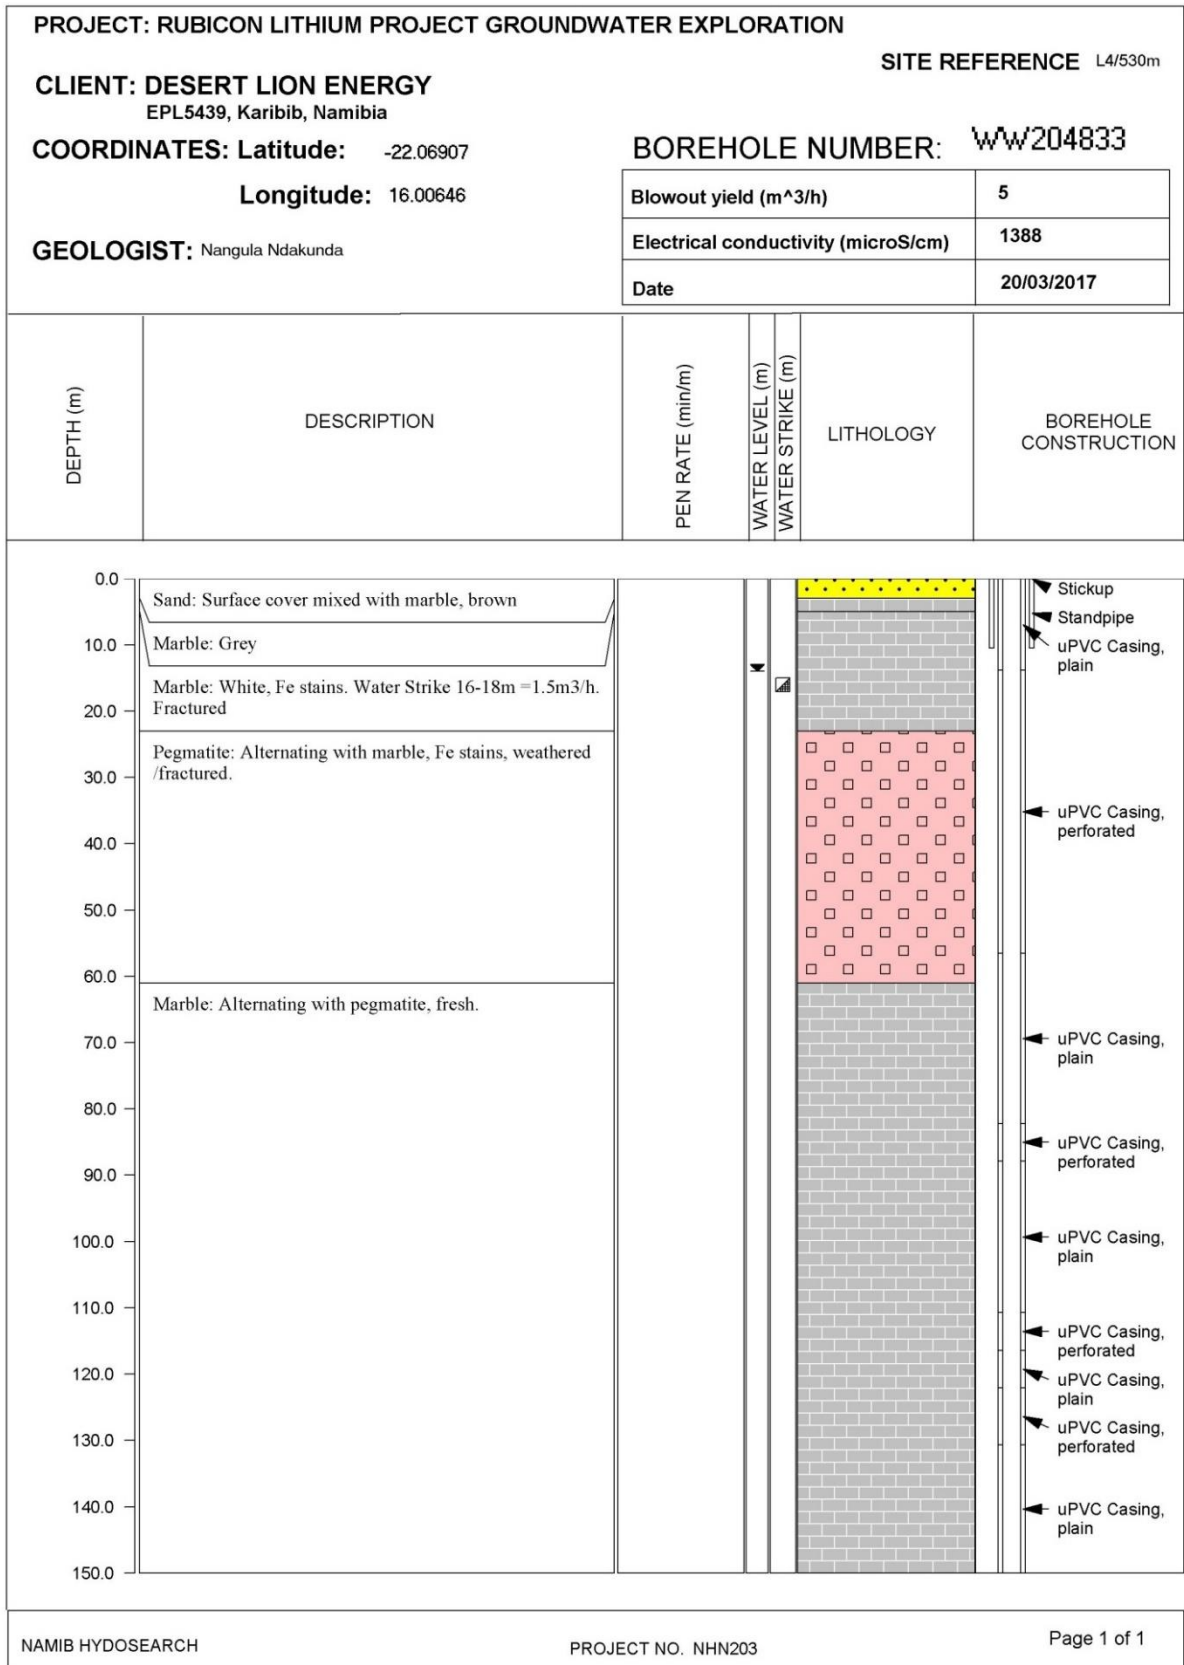 PROJECT: RUBICON LITHIUM PROJECT GROUNDWATER EXPLORATION
SITE REFERENCE L4/530m
CLIENT: DESERT LION ENERGY
EPL5439, Karibib, Namibia
COORDINATES: Latitude: -22.06907
Longitude: 16.00646
GEOLOGIST: Nangula Ndakunda
BOREHOLE NUMBER: WW204833
Blowout yield (m^3/h) 5
Electrical conductivity (microS/cm) 1388
Date 20/03/2017
DEPTH (m)
DESCRIPTION
PEN RATE (min/m)
WATER LEVEL (m)
WATER STRIKE (m)
LITHOLOGY
BOREHOLE
CONSTRUCTION
0.0
10.0
20.0
30.0
40.0
50.0
60.0
70.0
80.0
90.0
100.0
110.0
120.0
130.0
140.0
150.0
Sand: Surface cover mixed with marble, brown
Marble: Grey
Marble: White, Fe stains. Water Strike 16-18m =1.5m3/h.
Fractured
Pegmatite: Alternating with marble, Fe stains, weathered
/fractured.
Marble: Alternating with pegmatite, fresh.
Stickup
Standpipe
uPVC Casing,
plain
uPVC Casing,
perforated
uPVC Casing,
plain
uPVC Casing,
perforated
uPVC Casing,
plain
uPVC Casing,
perforated
uPVC Casing,
plain
uPVC Casing,
perforated
uPVC Casing,
plain
NAMIB HYDOSEARCH
PROJECT NO. NHN203
Page 1 of 1